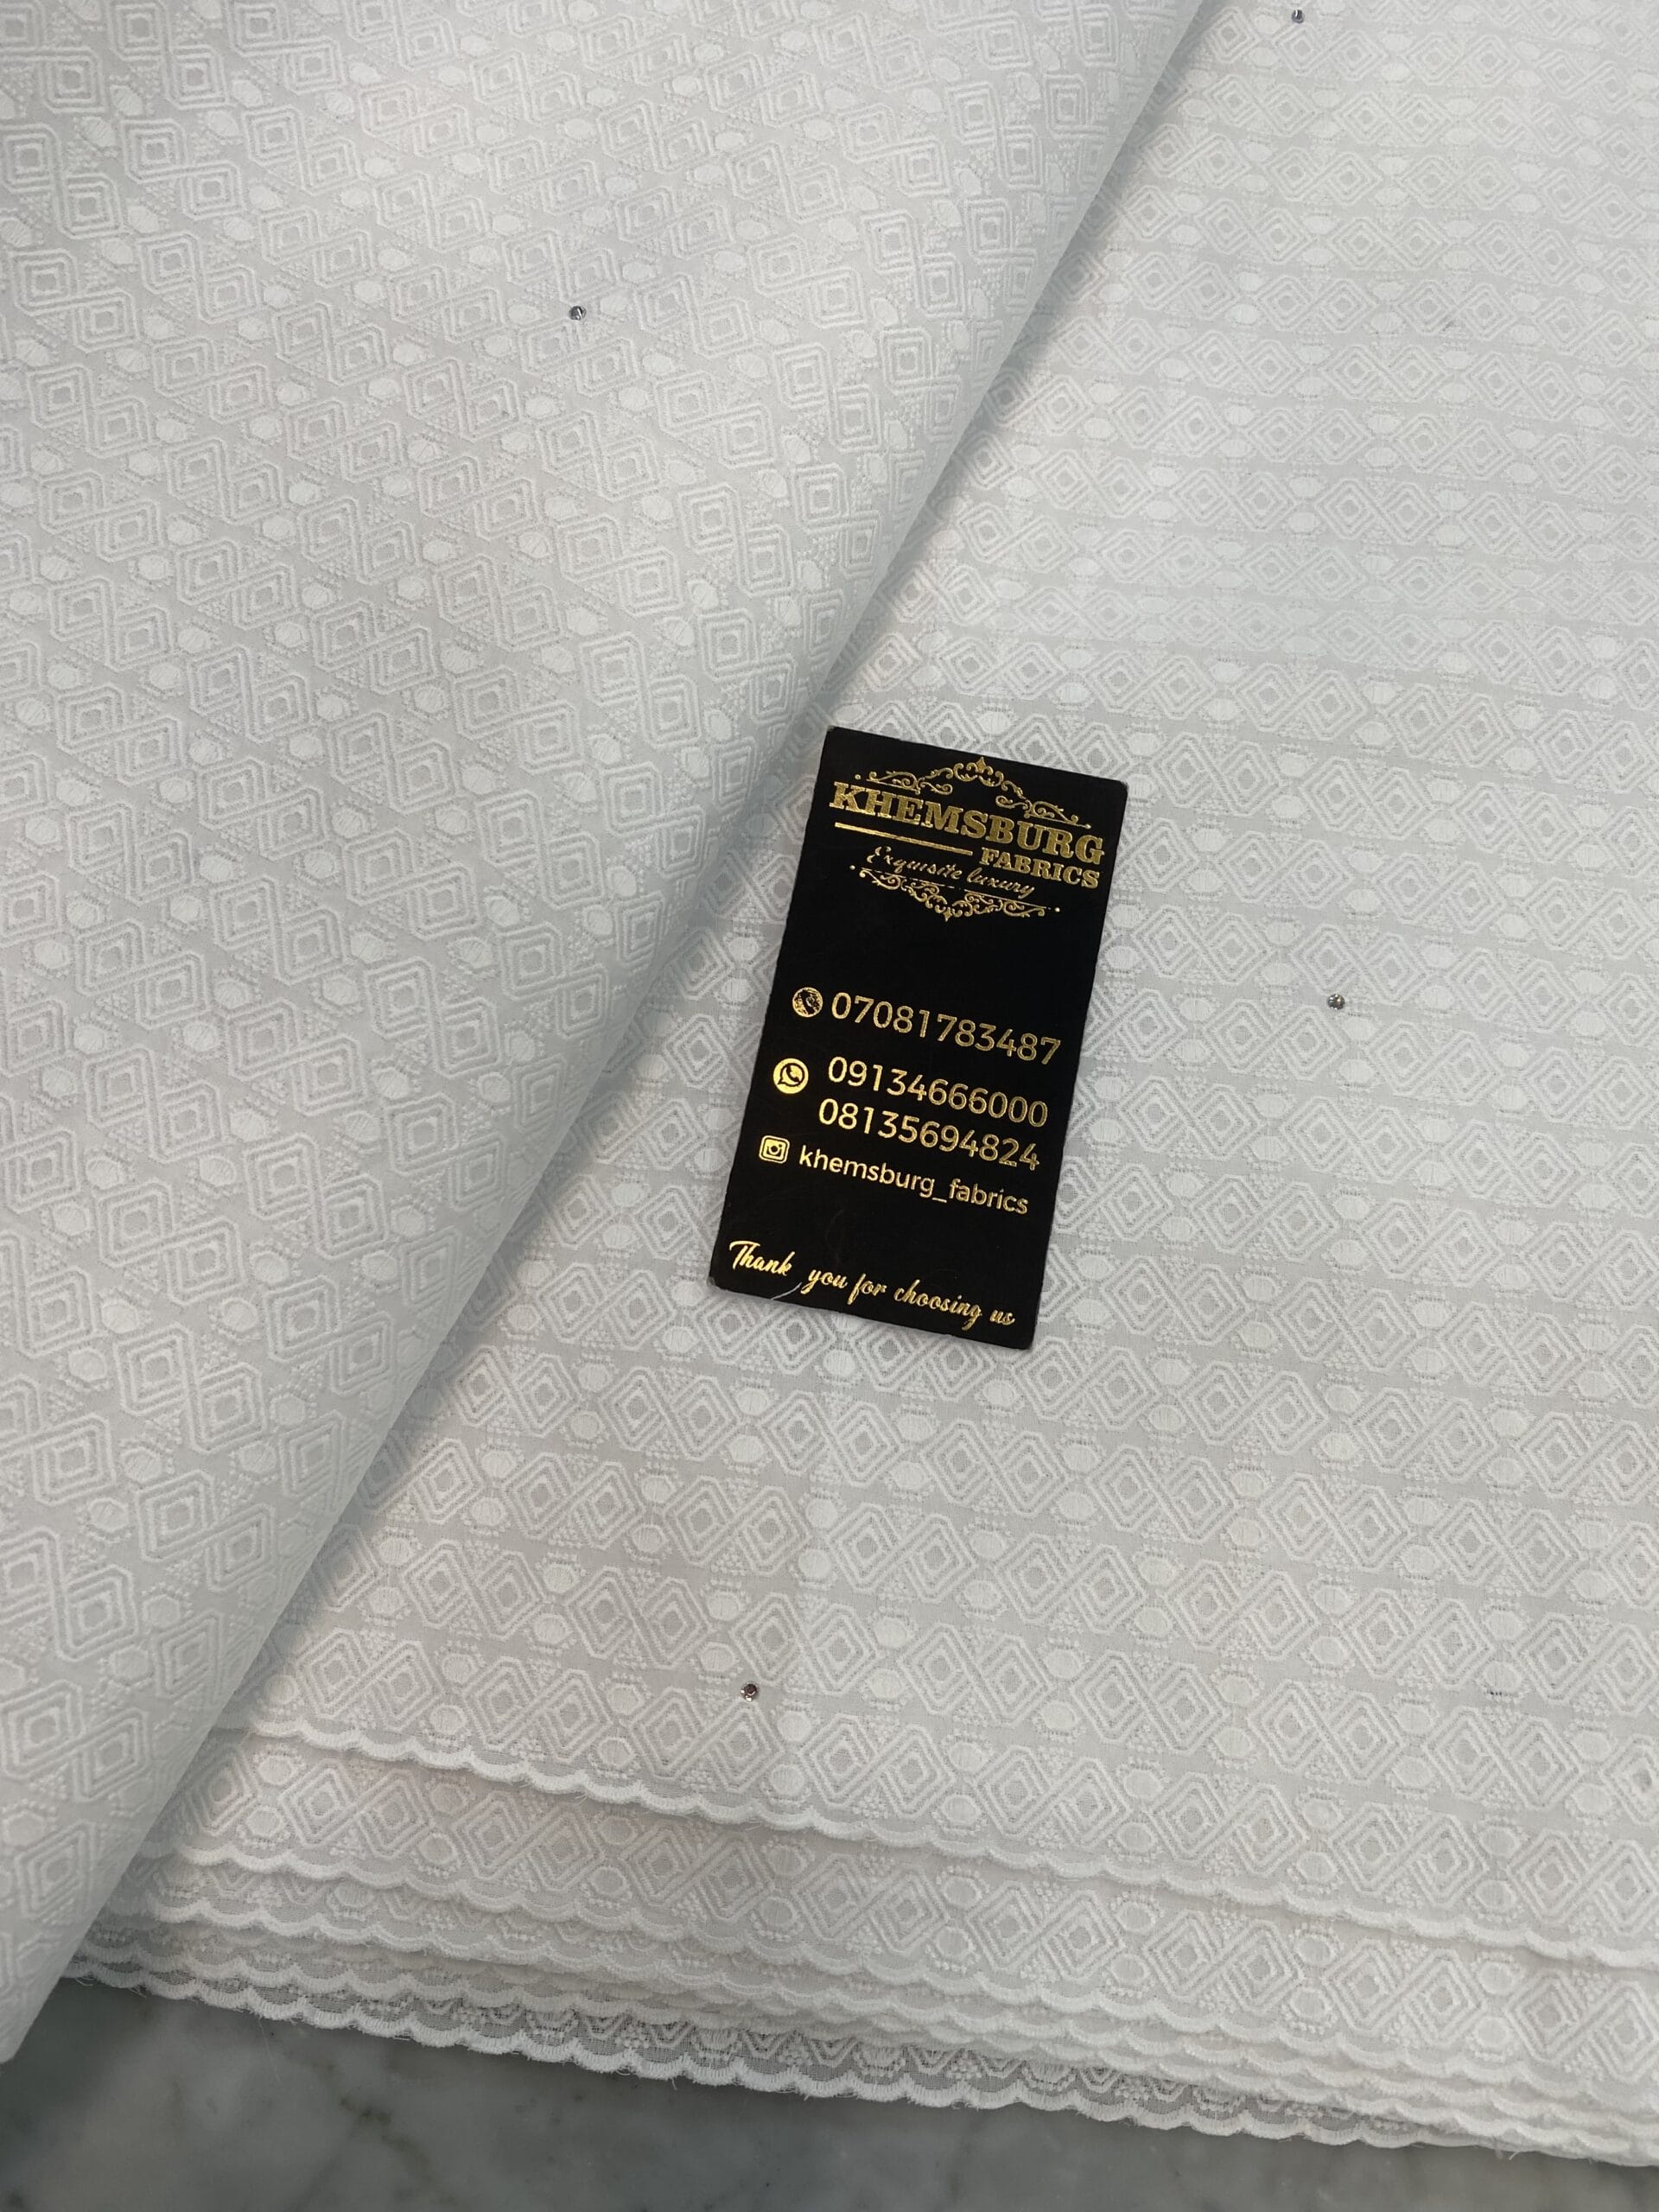 KHEMSBURG
FABRICS
Exquisite luxury
07081783487
09134666000
08135694824
khemsburg_fabrics
Thank you for choosing us